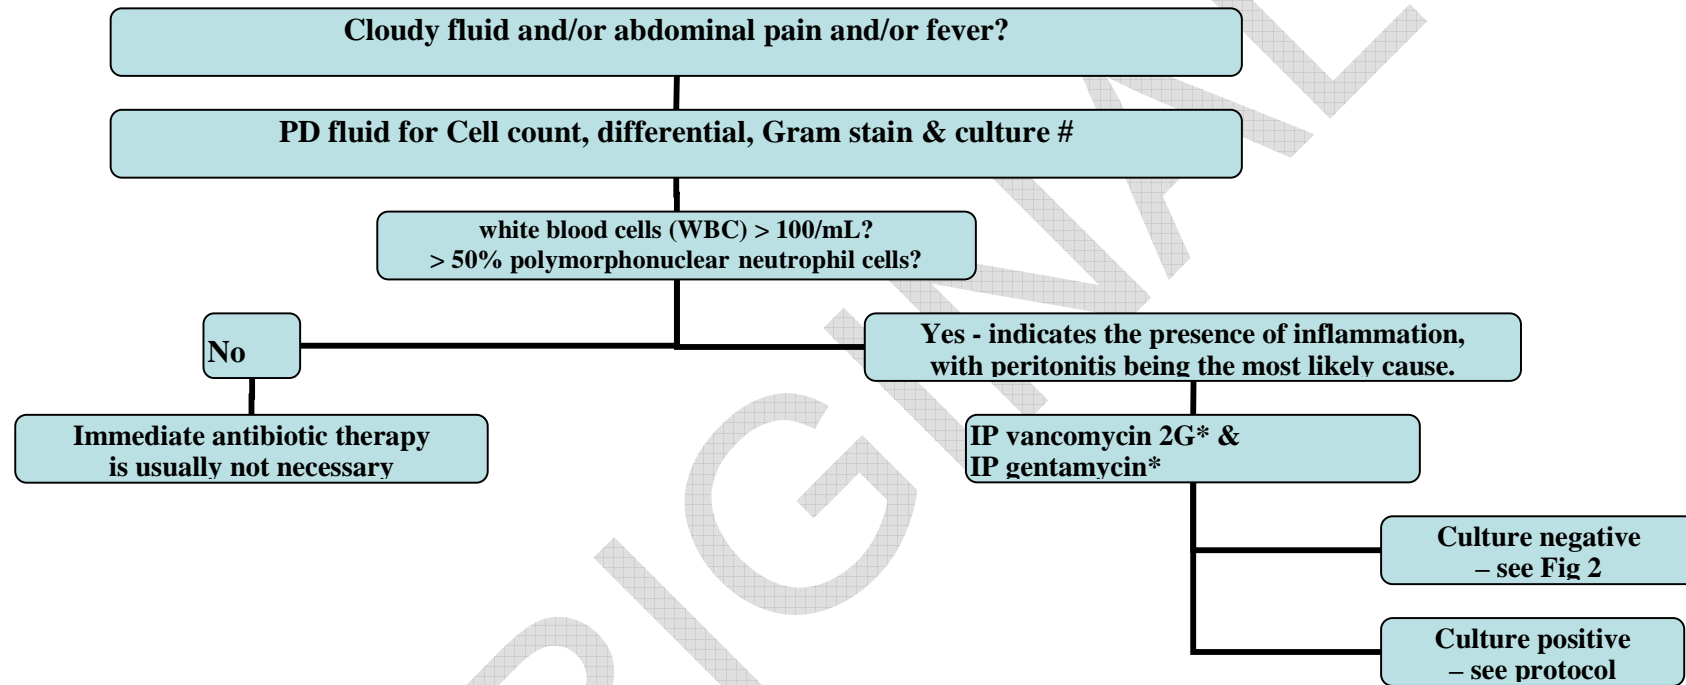 Cloudy fluid and/or abdominal pain and/or fever?
PD fluid for Cell count, differential, Gram stain & culture #
white blood cells (WBC) > 100/mL?
> 50% polymorphonuclear neutrophil cells?
No
Yes - indicates the presence of inflammation,
with peritonitis being the most likely cause.
Immediate antibiotic therapy
is usually not necessary
IP vancomycin 2G* &
IP gentamycin*
Culture negative
– see Fig 2
Culture positive
– see protocol
RIGINAL